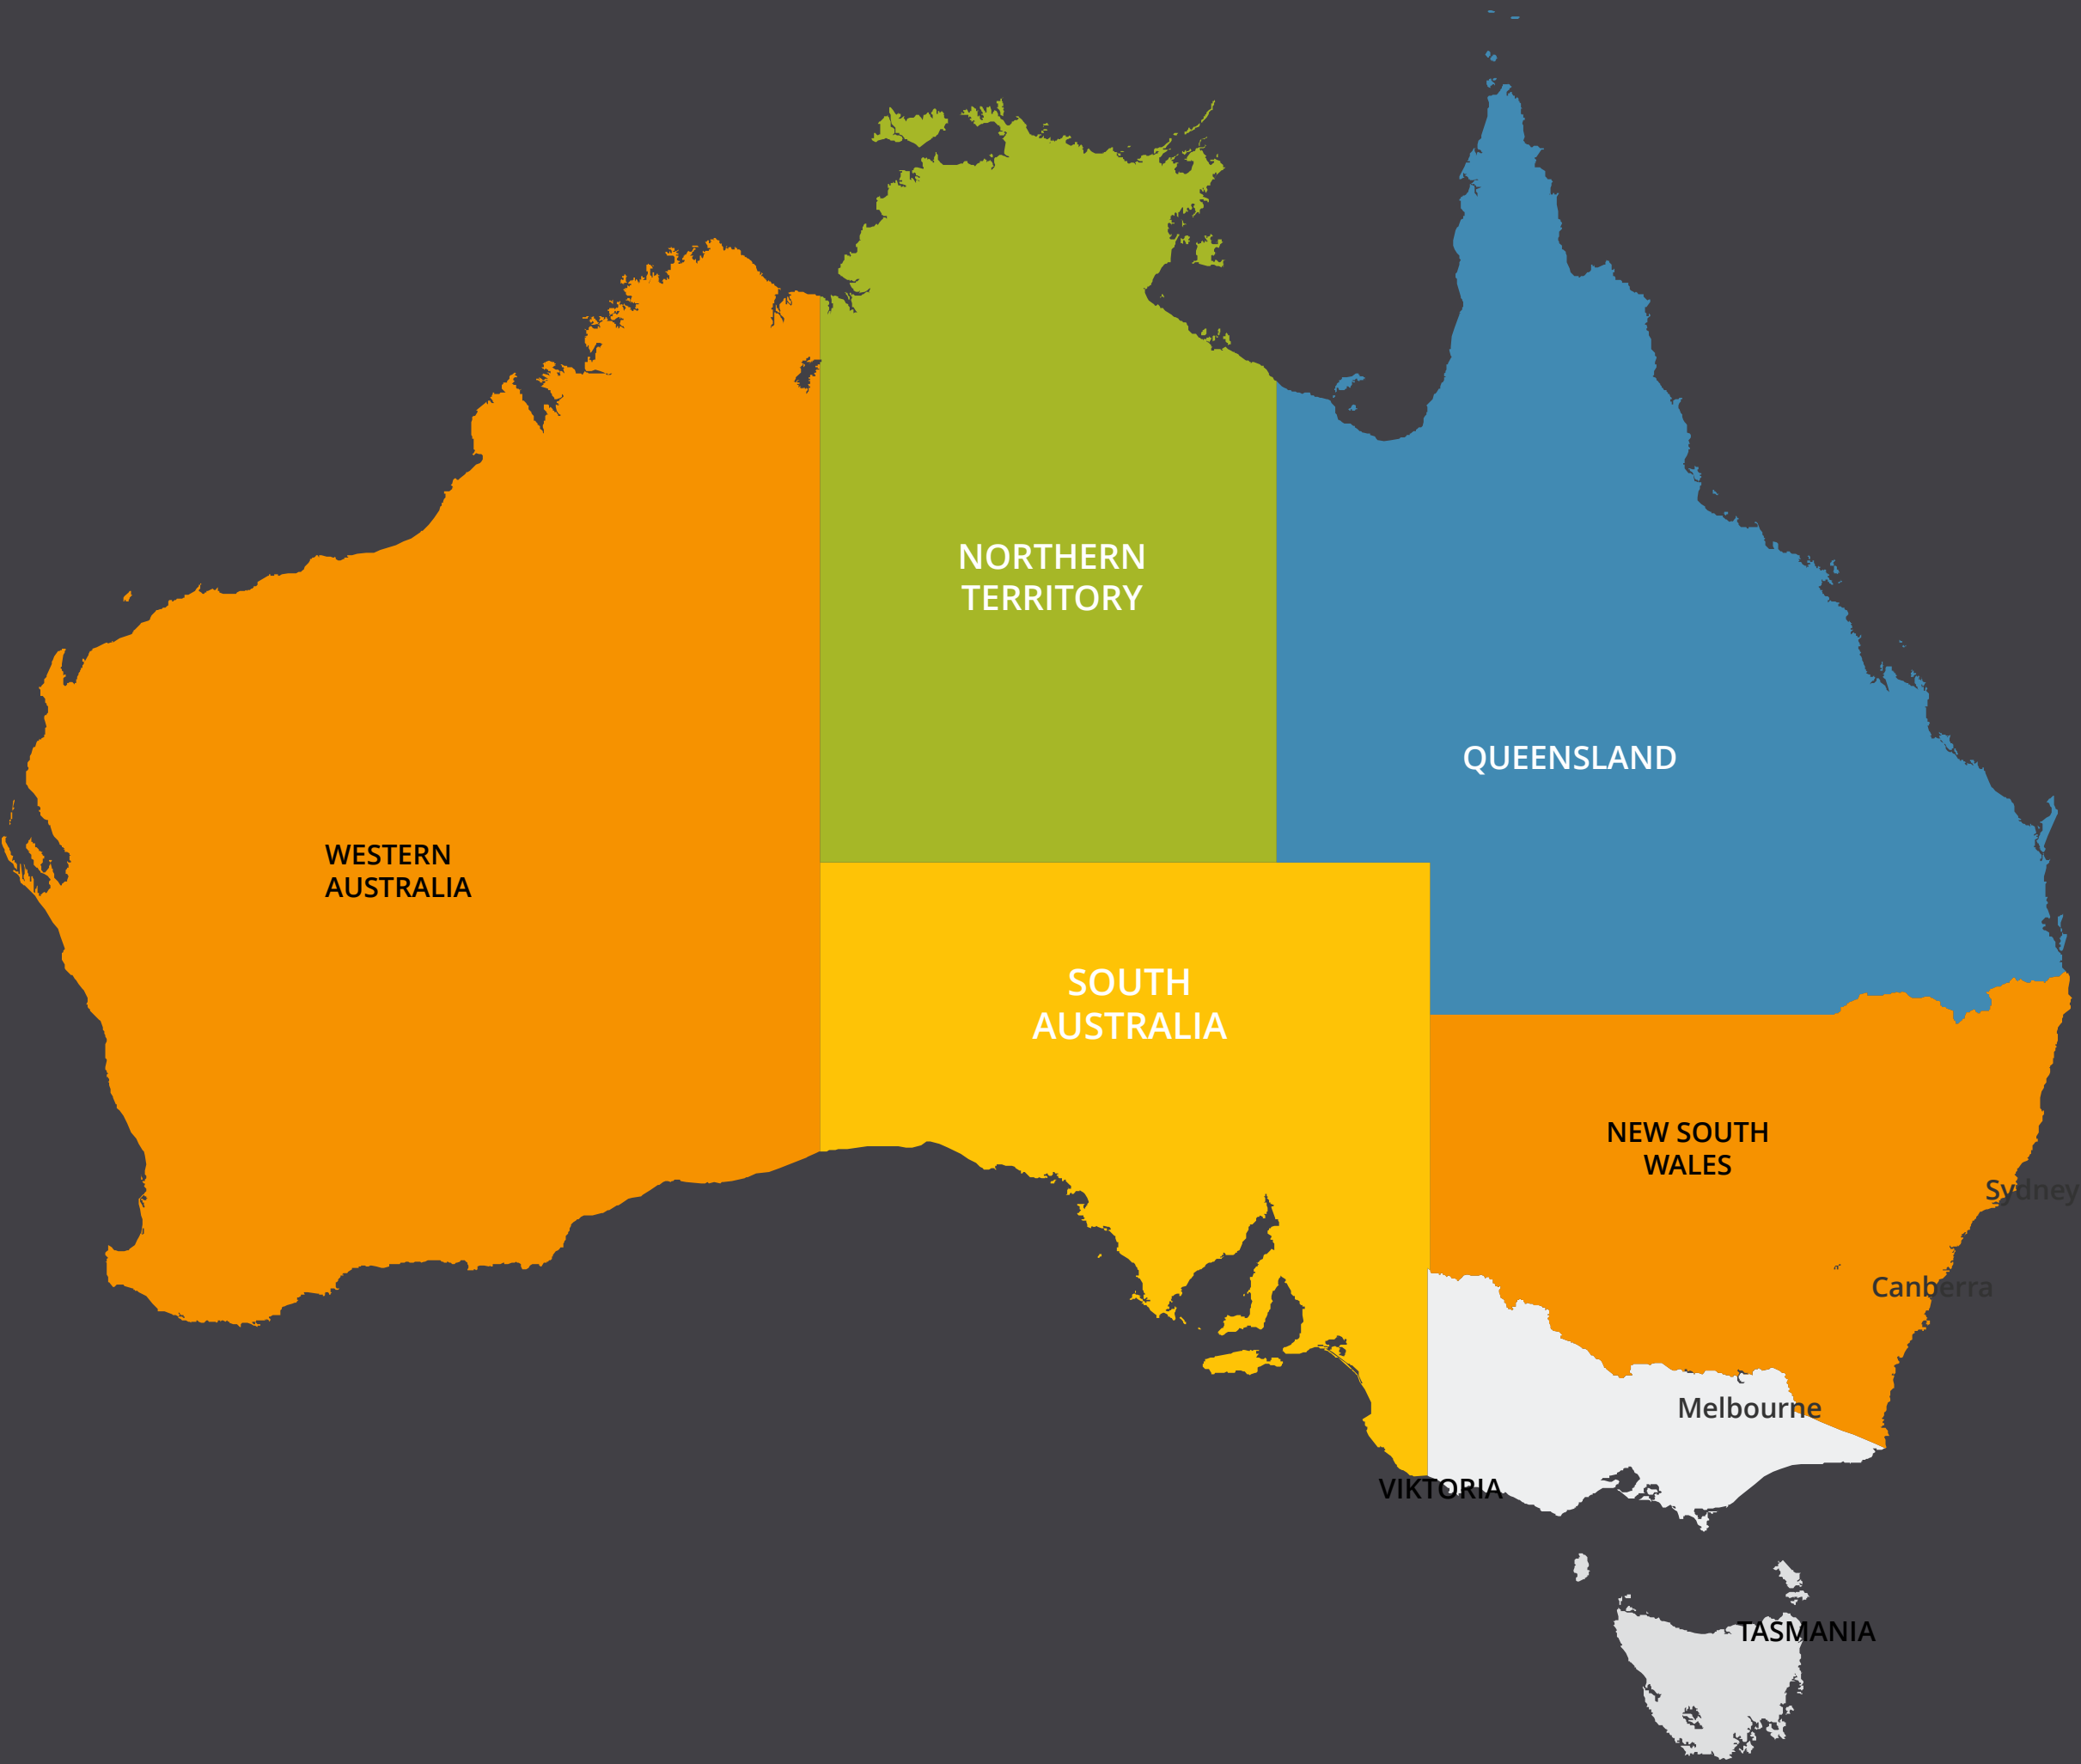 NORTHERN
TERRITORY
QUEENSLAND
WESTERN
AUSTRALIA
SOUTH
AUSTRALIA
NEW SOUTH
WALES
Sydney
Canberra
Melbourne
VIKTORIA
TASMANIA